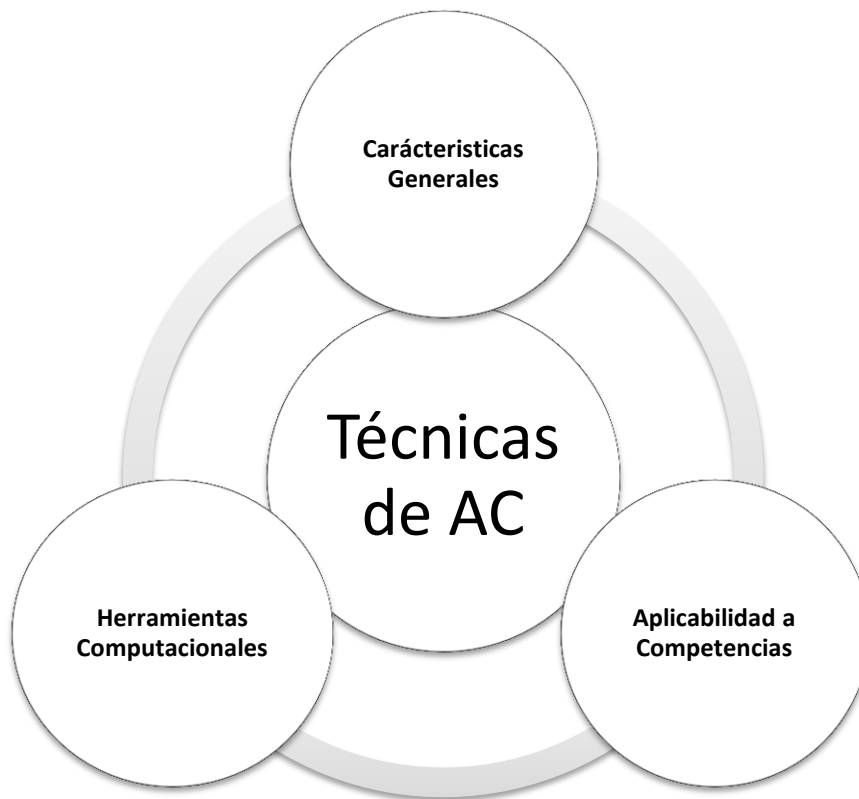 Carácteristicas
Generales
Técnicas
de AC
Herramientas
Computacionales
Aplicabilidad a
Competencias